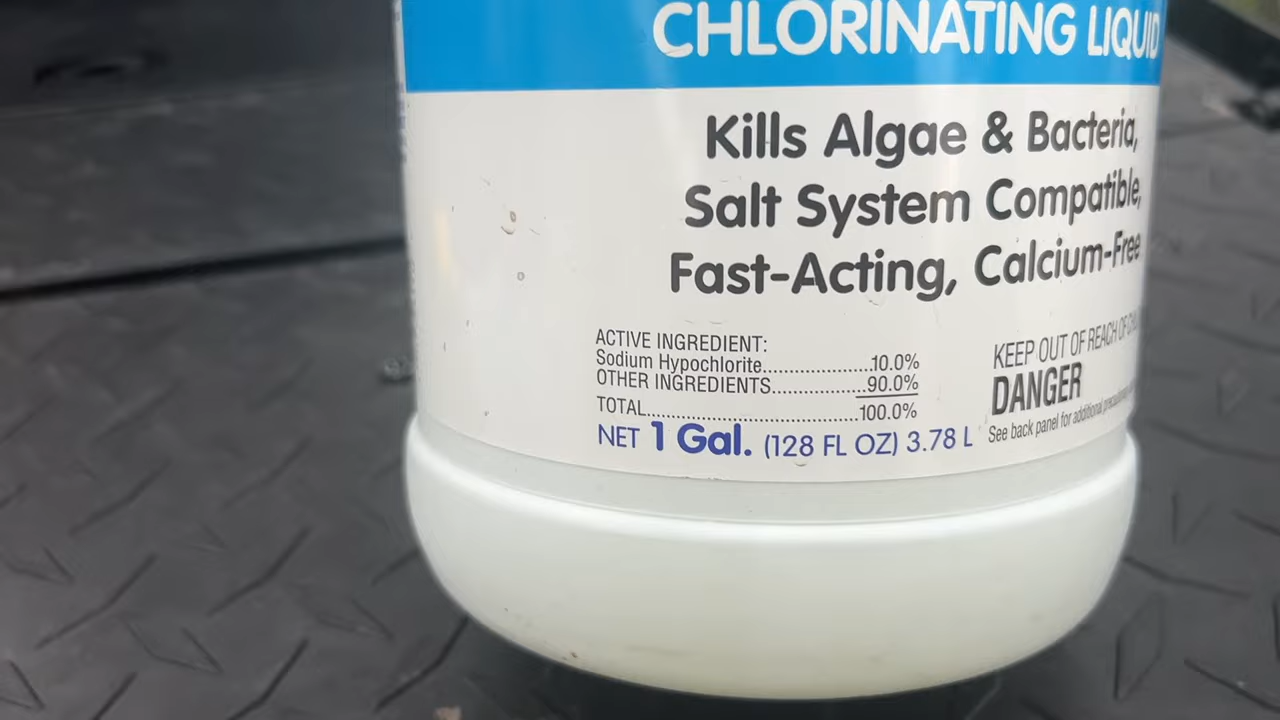 CHLORINATING LIQUID
Kills Algae & Bacteria,
Salt System Compatible,
Fast-Acting, Calcium-Free
ACTIVE INGREDIENT:
Sodium Hypochlorite....................10.0%
OTHER INGREDIENTS..................90.0%
TOTAL........................................100.0%
NET 1 Gal. (128 FL OZ) 3.78 L
KEEP OUT OF REACH OF
DANGER
See back panel for additional